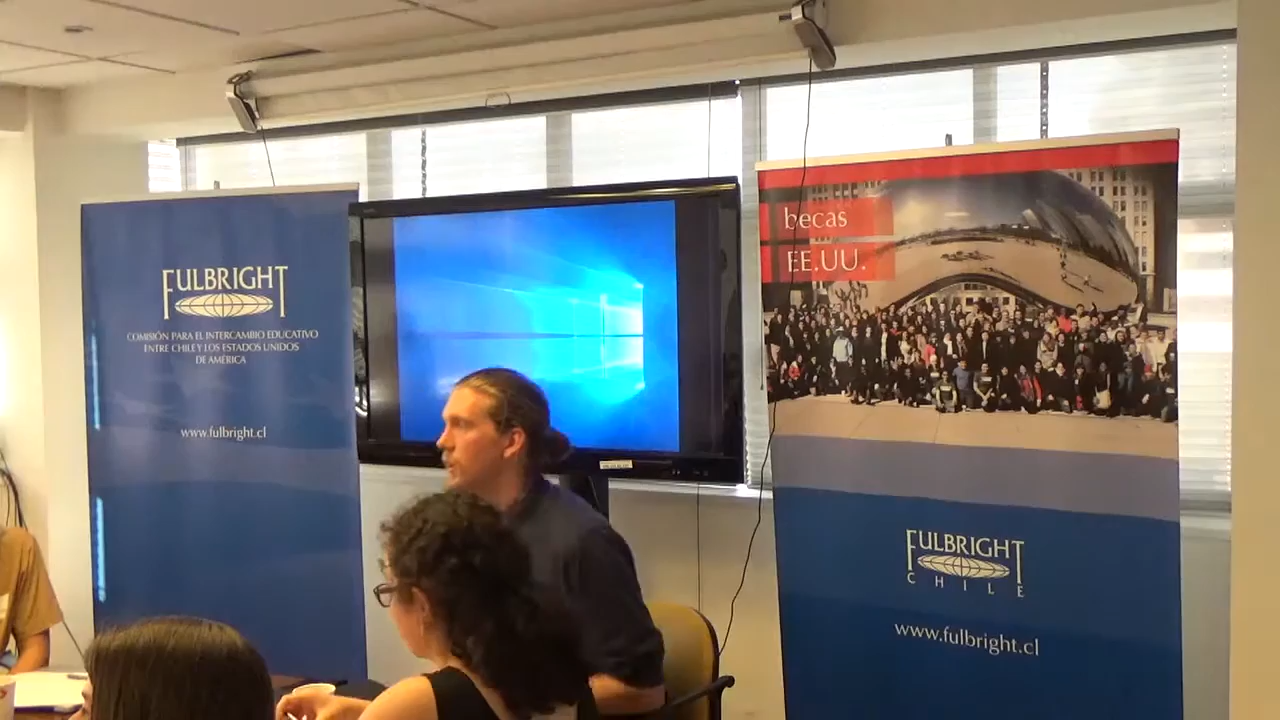 FULBRIGHT
COMISIÓN PARA EL INTERCAMBIO EDUCATIVO
ENTRE CHILE Y LOS ESTADOS UNIDOS
DE AMÉRICA
www.fulbright.cl
becas
EE.UU.
FULBRIGHT
CHILE
www.fulbright.cl